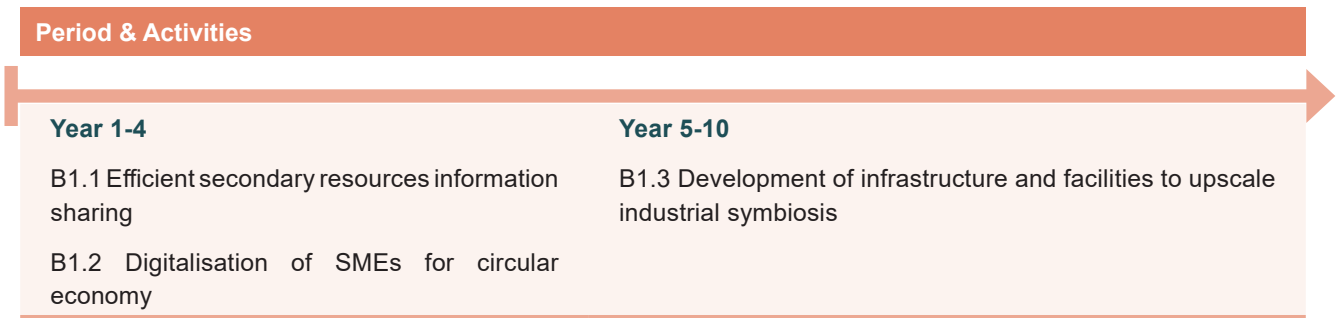 Period & Activities
Year 1-4
B1.1 Efficient secondary resources information
sharing
B1.2 Digitalisation of SMEs for circular
economy
Year 5-10
B1.3 Development of infrastructure and facilities to upscale
industrial symbiosis